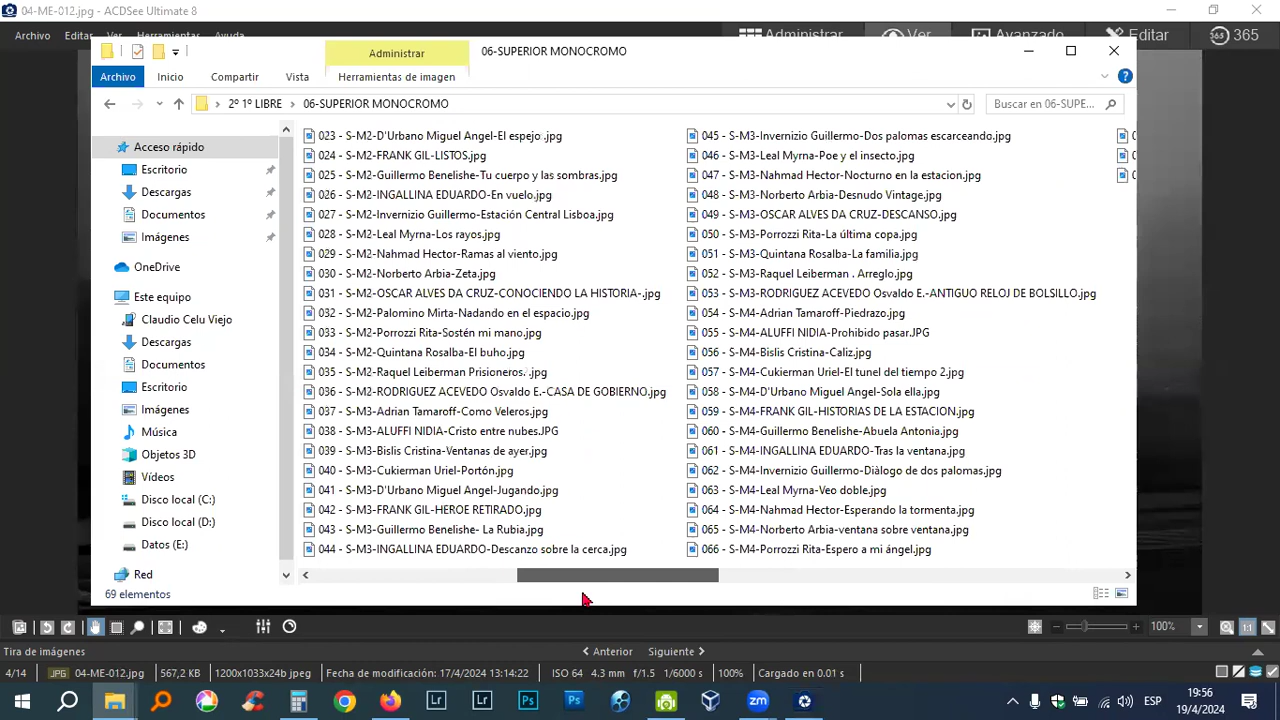 04-ME-012.jpg - ACDSee Ultimate 8
Archivo Editar Ver Herramientas Ayuda
Administrar Ver Avanzado Editar 365
Administrar
06-SUPERIOR MONOCROMO
Archivo Inicio Compartir Vista Herramientas de imagen
2º 1º LIBRE > 06-SUPERIOR MONOCROMO
Buscar en 06-SUPE...
Acceso rápido
Escritorio
Descargas
Documentos
Imágenes
OneDrive
Este equipo
Claudio Celu Viejo
Descargas
Documentos
Escritorio
Imágenes
Música
Objetos 3D
Vídeos
Disco local (C:)
Disco local (D:)
Datos (E:)
Red
023 - S-M2-D'Urbano Miguel Angel-El espejo.jpg
024 - S-M2-FRANK GIL-LISTOS.jpg
025 - S-M2-Guillermo Benelishe-Tu cuerpo y las sombras.jpg
026 - S-M2-INGALLINA EDUARDO-En vuelo.jpg
027 - S-M2-Invernizio Guillermo-Estación Central Lisboa.jpg
028 - S-M2-Leal Myrna-Los rayos.jpg
029 - S-M2-Nahmad Hector-Ramas al viento.jpg
030 - S-M2-Norberto Arbia-Zeta.jpg
031 - S-M2-OSCAR ALVES DA CRUZ-CONOCIENDO LA HISTORIA-.jpg
032 - S-M2-Palomino Mirta-Nadando en el espacio.jpg
033 - S-M2-Porrozzi Rita-Sostén mi mano.jpg
034 - S-M2-Quintana Rosalba-El buho.jpg
035 - S-M2-Raquel Leiberman Prisioneros. .jpg
036 - S-M2-RODRIGUEZ ACEVEDO Osvaldo E.-CASA DE GOBIERNO.jpg
037 - S-M3-Adrian Tamaroff-Como Veleros.jpg
038 - S-M3-ALUFFI NIDIA-Cristo entre nubes.JPG
039 - S-M3-Bislis Cristina-Ventanas de ayer.jpg
040 - S-M3-Cukierman Uriel-Portón.jpg
041 - S-M3-D'Urbano Miguel Angel-Jugando.jpg
042 - S-M3-FRANK GIL-HEROE RETIRADO.jpg
043 - S-M3-Guillermo Benelishe- La Rubia.jpg
044 - S-M3-INGALLINA EDUARDO-Descanzo sobre la cerca.jpg
045 - S-M3-Invernizio Guillermo-Dos palomas escarceando.jpg
046 - S-M3-Leal Myrna-Poe y el insecto.jpg
047 - S-M3-Nahmad Hector-Nocturno en la estacion.jpg
048 - S-M3-Norberto Arbia-Desnudo Vintage.jpg
049 - S-M3-OSCAR ALVES DA CRUZ-DESCANSO.jpg
050 - S-M3-Porrozzi Rita-La última copa.jpg
051 - S-M3-Quintana Rosalba-La familia.jpg
052 - S-M3-Raquel Leiberman . Arreglo.jpg
053 - S-M3-RODRIGUEZ ACEVEDO Osvaldo E.-ANTIGUO RELOJ DE BOLSILLO.jpg
054 - S-M4-Adrian Tamaroff-Piedrazo.jpg
055 - S-M4-ALUFFI NIDIA-Prohibido pasar.JPG
056 - S-M4-Bislis Cristina-Caliz.jpg
057 - S-M4-Cukierman Uriel-El tunel del tiempo 2.jpg
058 - S-M4-D'Urbano Miguel Angel-Sola ella.jpg
059 - S-M4-FRANK GIL-HISTORIAS DE LA ESTACION.jpg
060 - S-M4-Guillermo Benelishe-Abuela Antonia.jpg
061 - S-M4-INGALLINA EDUARDO-Tras la ventana.jpg
062 - S-M4-Invernizio Guillermo-Diàlogo de dos palomas.jpg
063 - S-M4-Leal Myrna-Veo doble.jpg
064 - S-M4-Nahmad Hector-Esperando la tormenta.jpg
065 - S-M4-Norberto Arbia-ventana sobre ventana.jpg
066 - S-M4-Porrozzi Rita-Espero a mi ángel.jpg
69 elementos
100%
Tira de imágenes
Anterior Siguiente
4/14 JPG 04-ME-012.jpg 567,2 KB 1200x1033x24b jpeg Fecha de modificación: 17/4/2024 13:14:22 ISO 64 4.3 mm f/1.5 1/6000 s 100% Cargado en 0.01 s
Lr Lr Ps Ps zm
ESP
19:56
19/4/2024